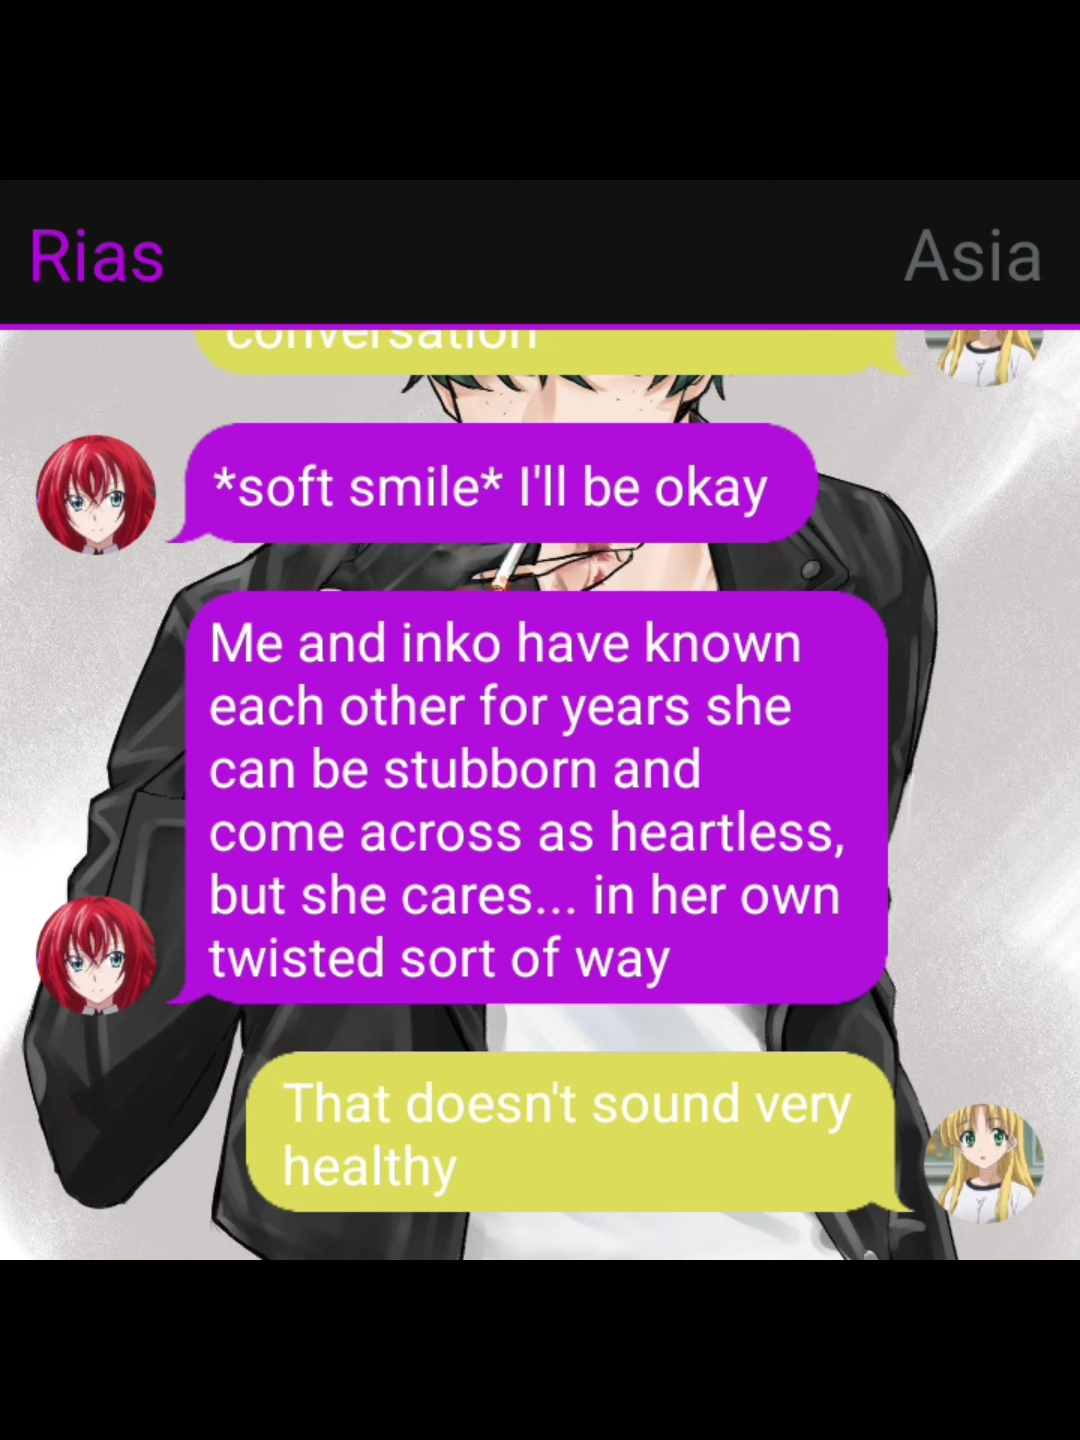 Rias
Asia
conversation
*soft smile* I'll be okay
Me and inko have known
each other for years she
can be stubborn and
come across as heartless,
but she cares... in her own
twisted sort of way
That doesn't sound very
healthy